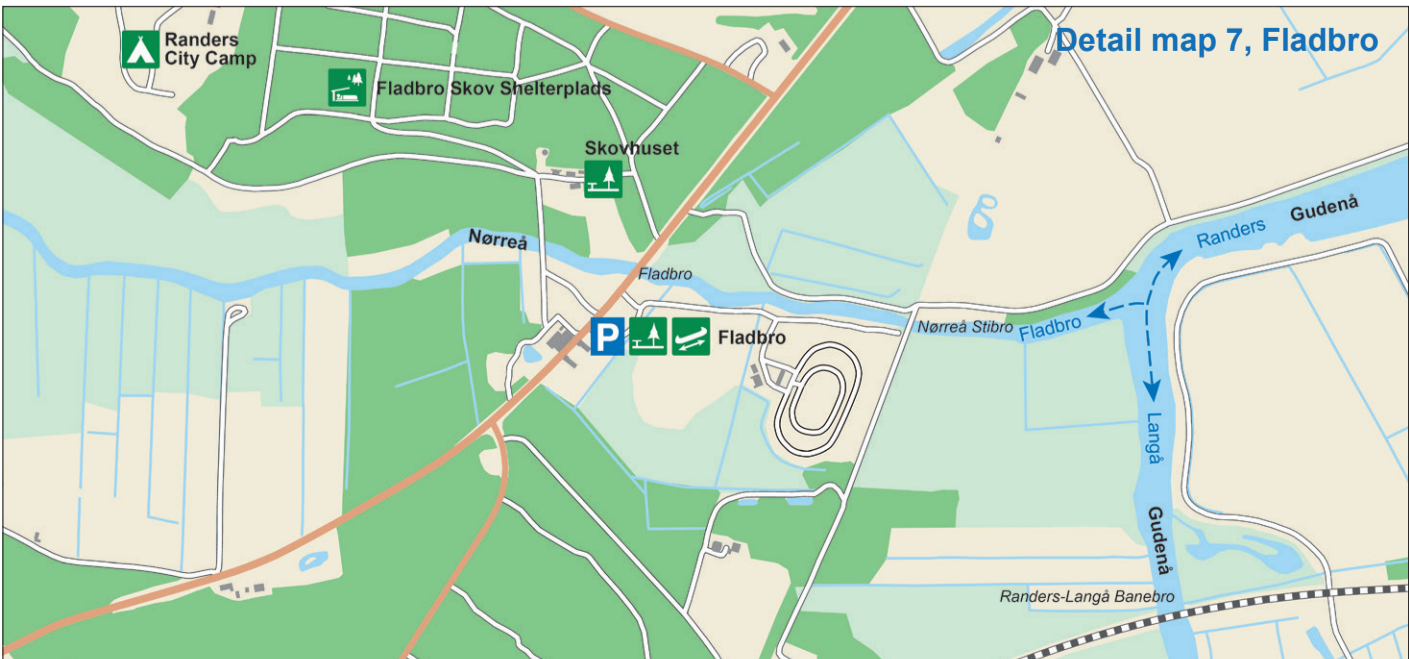 Detail map 7, Fladbro
Randers
City Camp
Fladbro Skov Shelterplads
Skovhuset
Gudenå
Randers
Nørreå
Fladbro
P
Fladbro
Nørreå Stibro
Fladbro
Langå
Gudenå
Randers-Langå Banebro